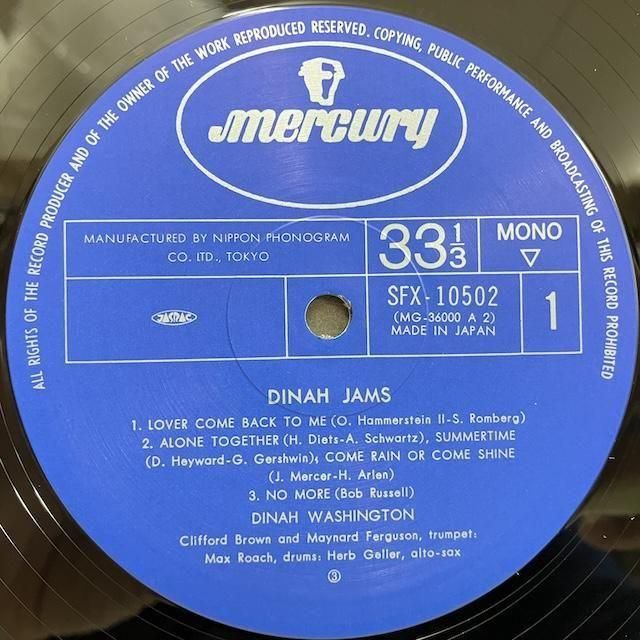 ALL RIGHTS OF THE RECORD PRODUCER AND OF THE OWNER OF THE WORK REPRODUCED RESERVED. COPYING, PUBLIC PERFORMANCE AND BROADCASTING OF THIS RECORD PROHIBITED
mercury
MANUFACTURED BY NIPPON PHONOGRAM
CO. LTD., TOKYO
33 1/3
MONO
▽
JASRAC
SFX-10502
(MG-36000 A 2)
MADE IN JAPAN
1
DINAH JAMS
1. LOVER COME BACK TO ME (O. Hammerstein II-S. Romberg)
2. ALONE TOGETHER (H. Diets-A. Schwartz), SUMMERTIME
(D. Heyward-G. Gershwin); COME RAIN OR COME SHINE
(J. Mercer-H. Arlen)
3. NO MORE (Bob Russell)
DINAH WASHINGTON
Clifford Brown and Maynard Ferguson, trumpet:
Max Roach, drums: Herb Geller, alto-sax
③